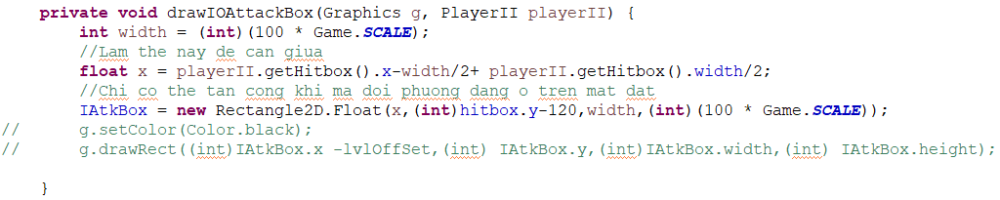 private void drawIOAttackBox(Graphics g, PlayerII playerII) {
int width = (int)(100 * Game.SCALE);
//Lam the nay de can giua
float x = playerII.getHitbox().x-width/2+ playerII.getHitbox().width/2;
//Chi co the tan cong khi ma doi phuong dang o tren mat dat
IAtkBox = new Rectangle2D.Float(x,(int)hitbox.y-120,width,(int)(100 * Game.SCALE));
//      g.setColor(Color.black);
//      g.drawRect((int)IAtkBox.x -lvlOffSet,(int) IAtkBox.y,(int)IAtkBox.width,(int) IAtkBox.height);
}